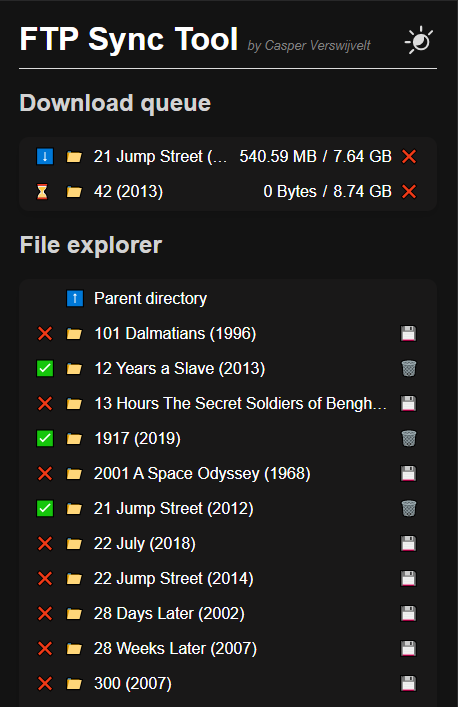 FTP Sync Tool by Casper Verswijvelt
Download queue
21 Jump Street (... 540.59 MB / 7.64 GB
42 (2013) 0 Bytes / 8.74 GB
File explorer
Parent directory
101 Dalmatians (1996)
12 Years a Slave (2013)
13 Hours The Secret Soldiers of Bengh...
1917 (2019)
2001 A Space Odyssey (1968)
21 Jump Street (2012)
22 July (2018)
22 Jump Street (2014)
28 Days Later (2002)
28 Weeks Later (2007)
300 (2007)